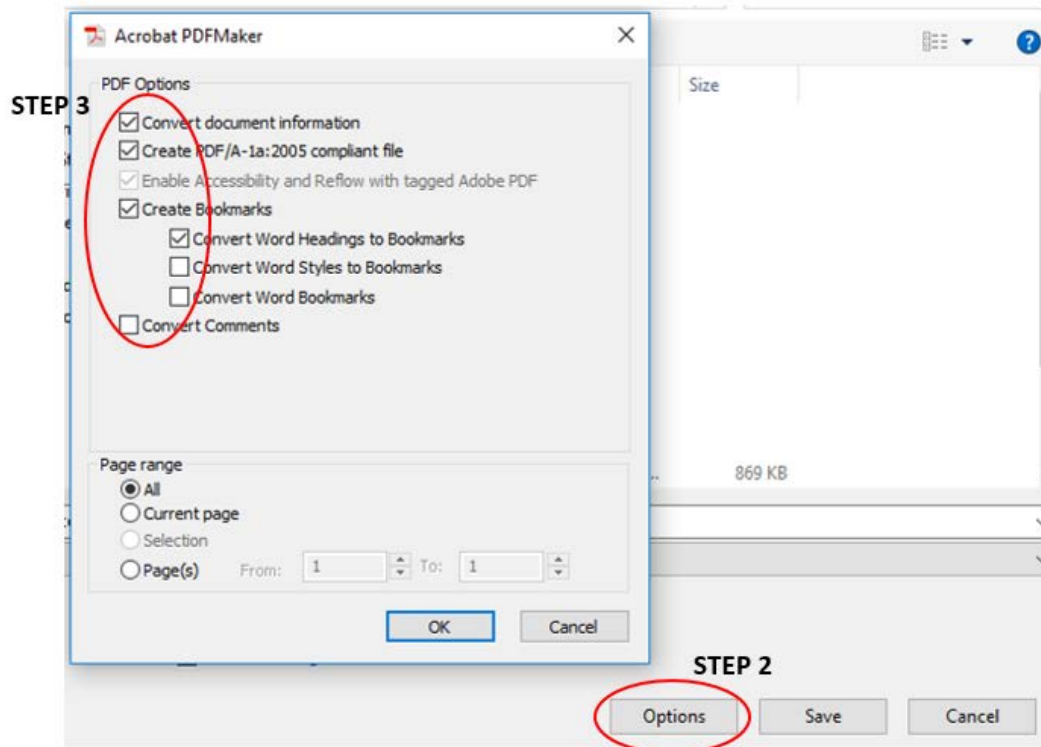 Acrobat PDFMaker
PDF Options
Size
STEP 3
Convert document information
Create PDF/A-1a:2005 compliant file
Enable Accessibility and Reflow with tagged Adobe PDF
Create Bookmarks
Convert Word Headings to Bookmarks
Convert Word Styles to Bookmarks
Convert Word Bookmarks
Convert Comments
Page range
869 KB
All
Current page
Selection
Page(s) From: 1 To: 1
OK Cancel
STEP 2
Options Save Cancel